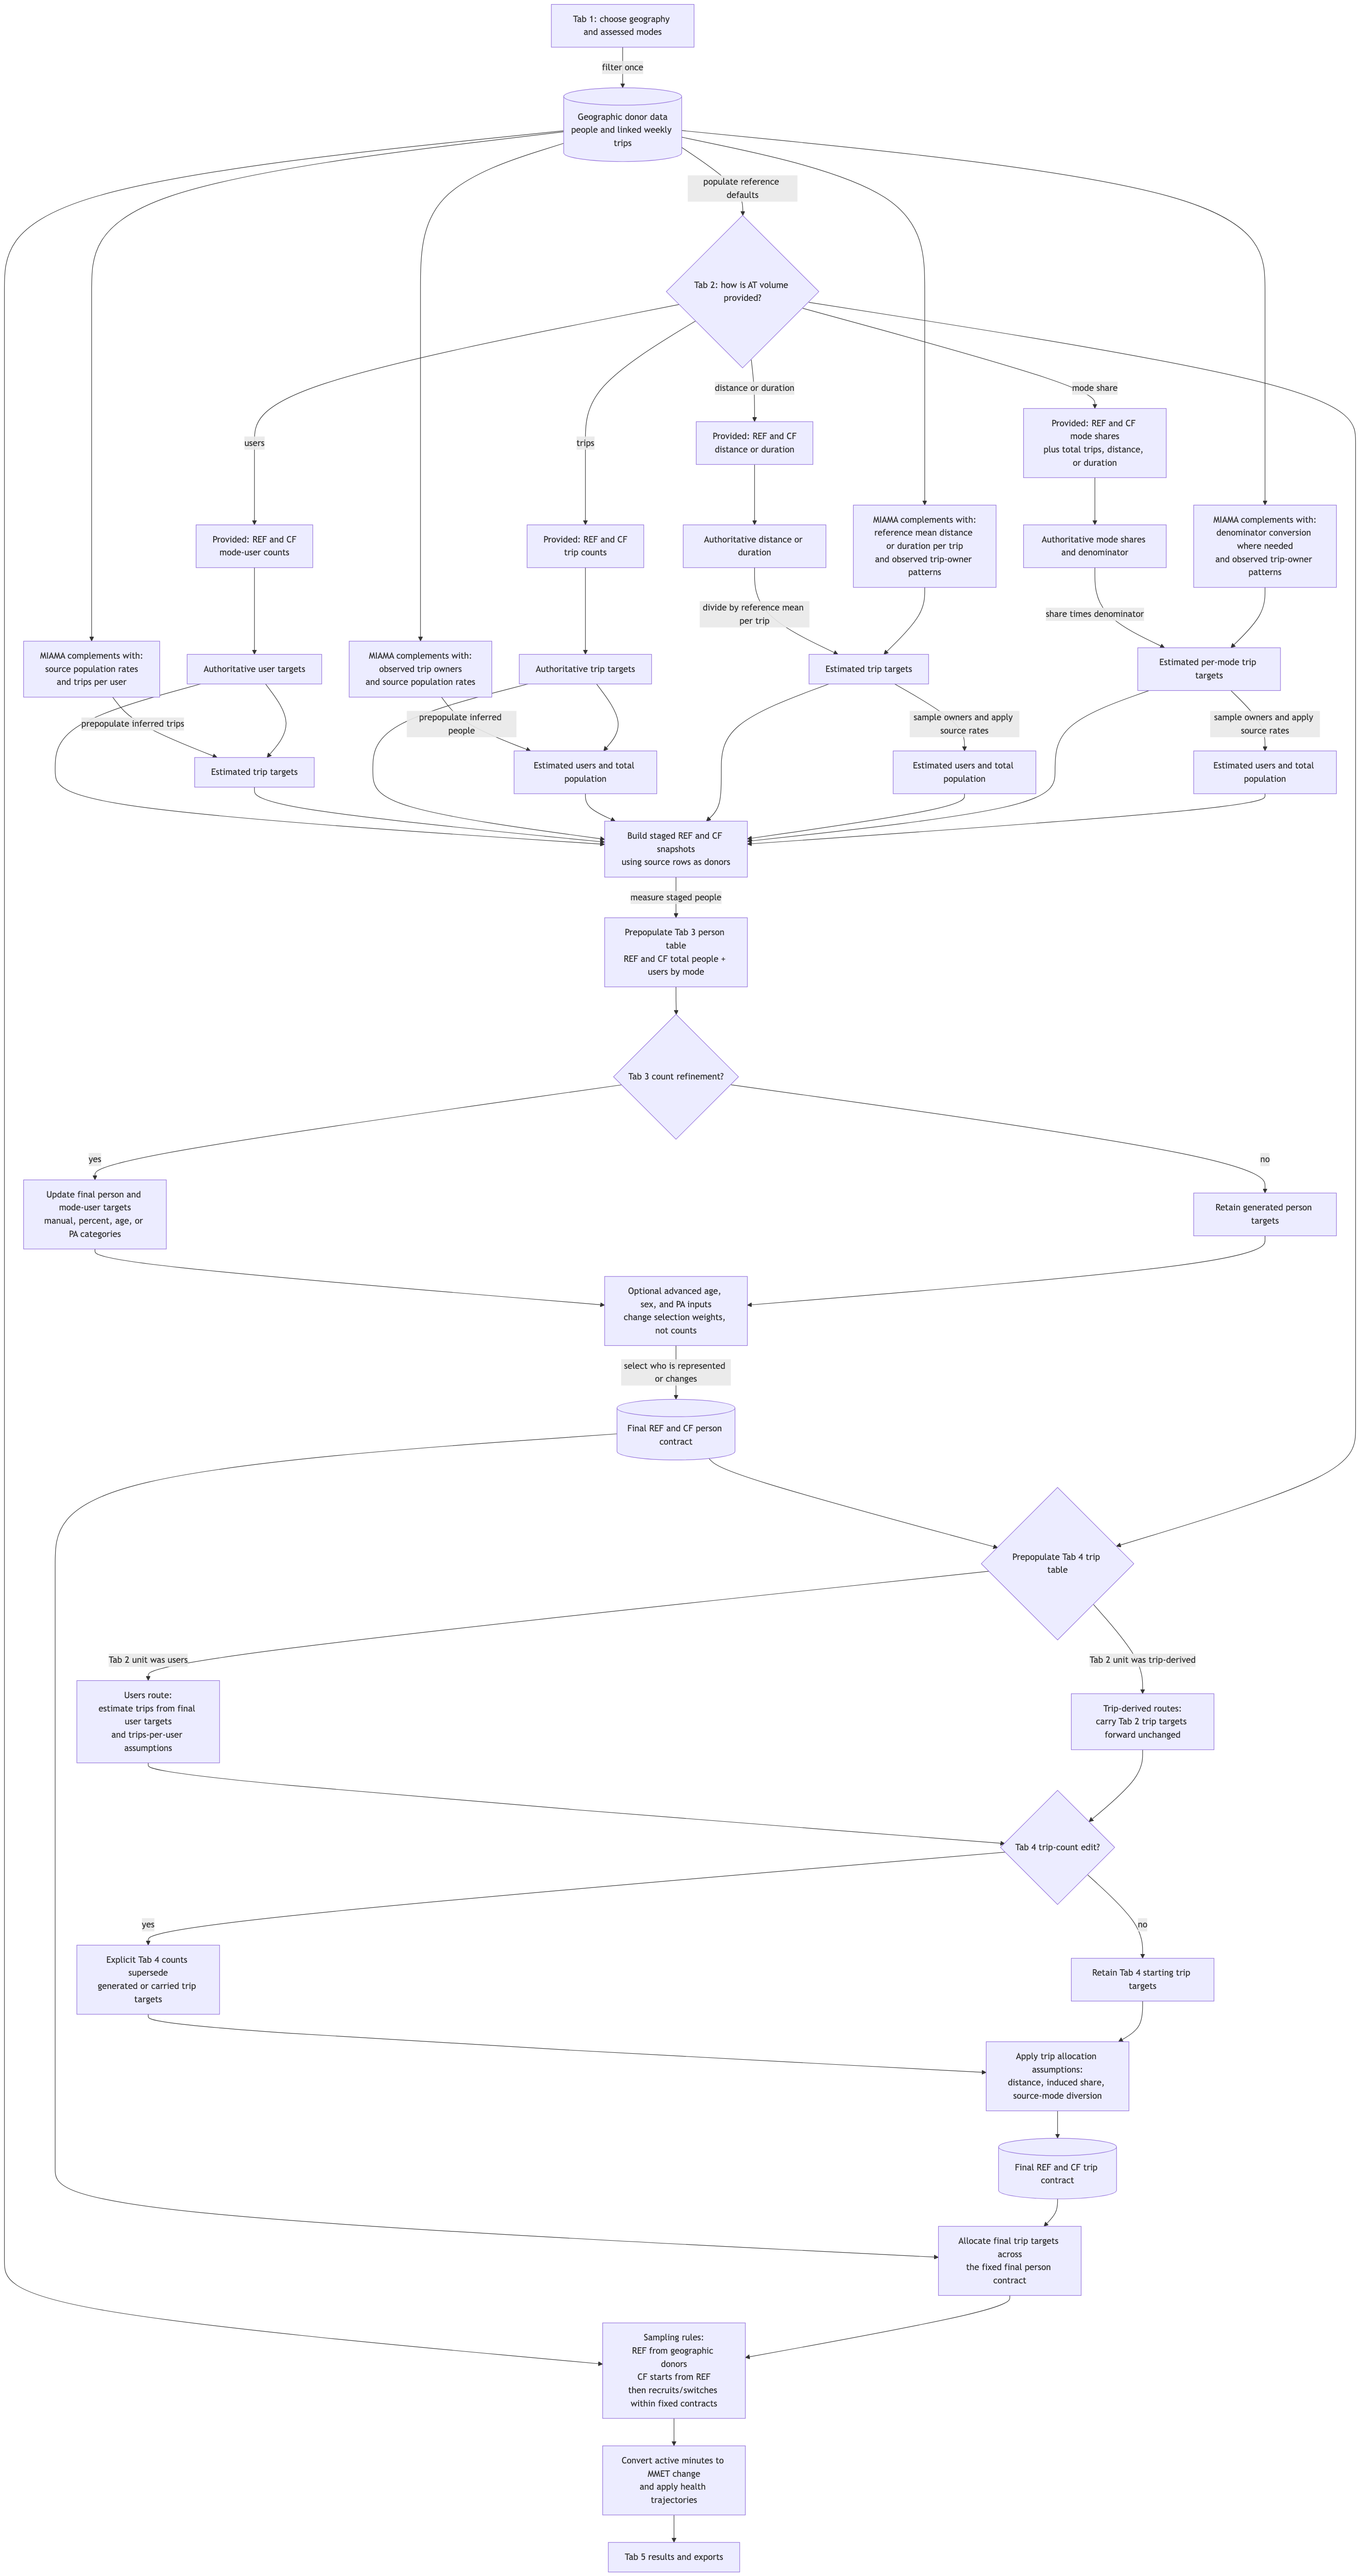 Tab 1: choose geography
and assessed modes
filter once
Geographic donor data
people and linked weekly
trips
populate reference
defaults
Tab 2: how is AT volume
provided?
users
trips
distance or duration
mode share
Provided: REF and CF
mode-user counts
Provided: REF and CF
trip counts
Provided: REF and CF
distance or duration
Provided: REF and CF
mode shares
plus total trips, distance,
or duration
Authoritative distance or
duration
MIAMA complements with:
reference mean distance
or duration per trip
and observed trip-owner
patterns
Authoritative mode shares
and denominator
MIAMA complements with:
denominator conversion
where needed
and observed trip-owner
patterns
divide by reference mean
per trip
share times denominator
MIAMA complements with:
source population rates
and trips per user
Authoritative user targets
MIAMA complements with:
observed trip owners
and source population rates
Authoritative trip targets
Estimated trip targets
Estimated per-mode trip
targets
prepopulate inferred trips
prepopulate inferred
people
sample owners and apply
source rates
sample owners and apply
source rates
Estimated trip targets
Estimated users and total
population
Estimated users and total
population
Estimated users and total
population
Build staged REF and CF
snapshots
using source rows as donors
measure staged people
Prepopulate Tab 3 person
table
REF and CF total people +
users by mode
Tab 3 count refinement?
yes
no
Update final person and
mode-user targets
manual, percent, age, or
PA categories
Retain generated person
targets
Optional advanced age,
sex, and PA inputs
change selection weights,
not counts
select who is represented
or changes
Final REF and CF person
contract
Prepopulate Tab 4 trip
table
Tab 2 unit was users
Tab 2 unit was trip-derived
Users route:
estimate trips from final
user targets
and trips-per-user
assumptions
Trip-derived routes:
carry Tab 2 trip targets
forward unchanged
Tab 4 trip-count edit?
yes
no
Explicit Tab 4 counts
supersede
generated or carried trip
targets
Retain Tab 4 starting trip
targets
Apply trip allocation
assumptions:
distance, induced share,
source-mode diversion
Final REF and CF trip
contract
Allocate final trip targets
across
the fixed final person
contract
Sampling rules:
REF from geographic
donors
CF starts from REF
then recruits/switches
within fixed contracts
Convert active minutes to
MMET change
and apply health
trajectories
Tab 5 results and exports